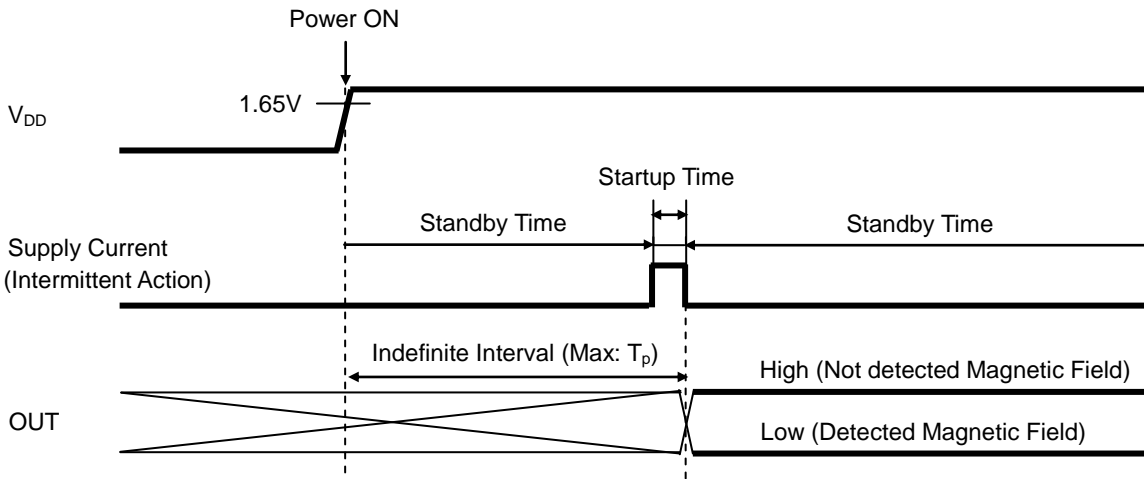 Power ON
1.65V
V_DD
Startup Time
Standby Time
Standby Time
Supply Current
(Intermittent Action)
Indefinite Interval (Max: T_p)
High (Not detected Magnetic Field)
OUT
Low (Detected Magnetic Field)